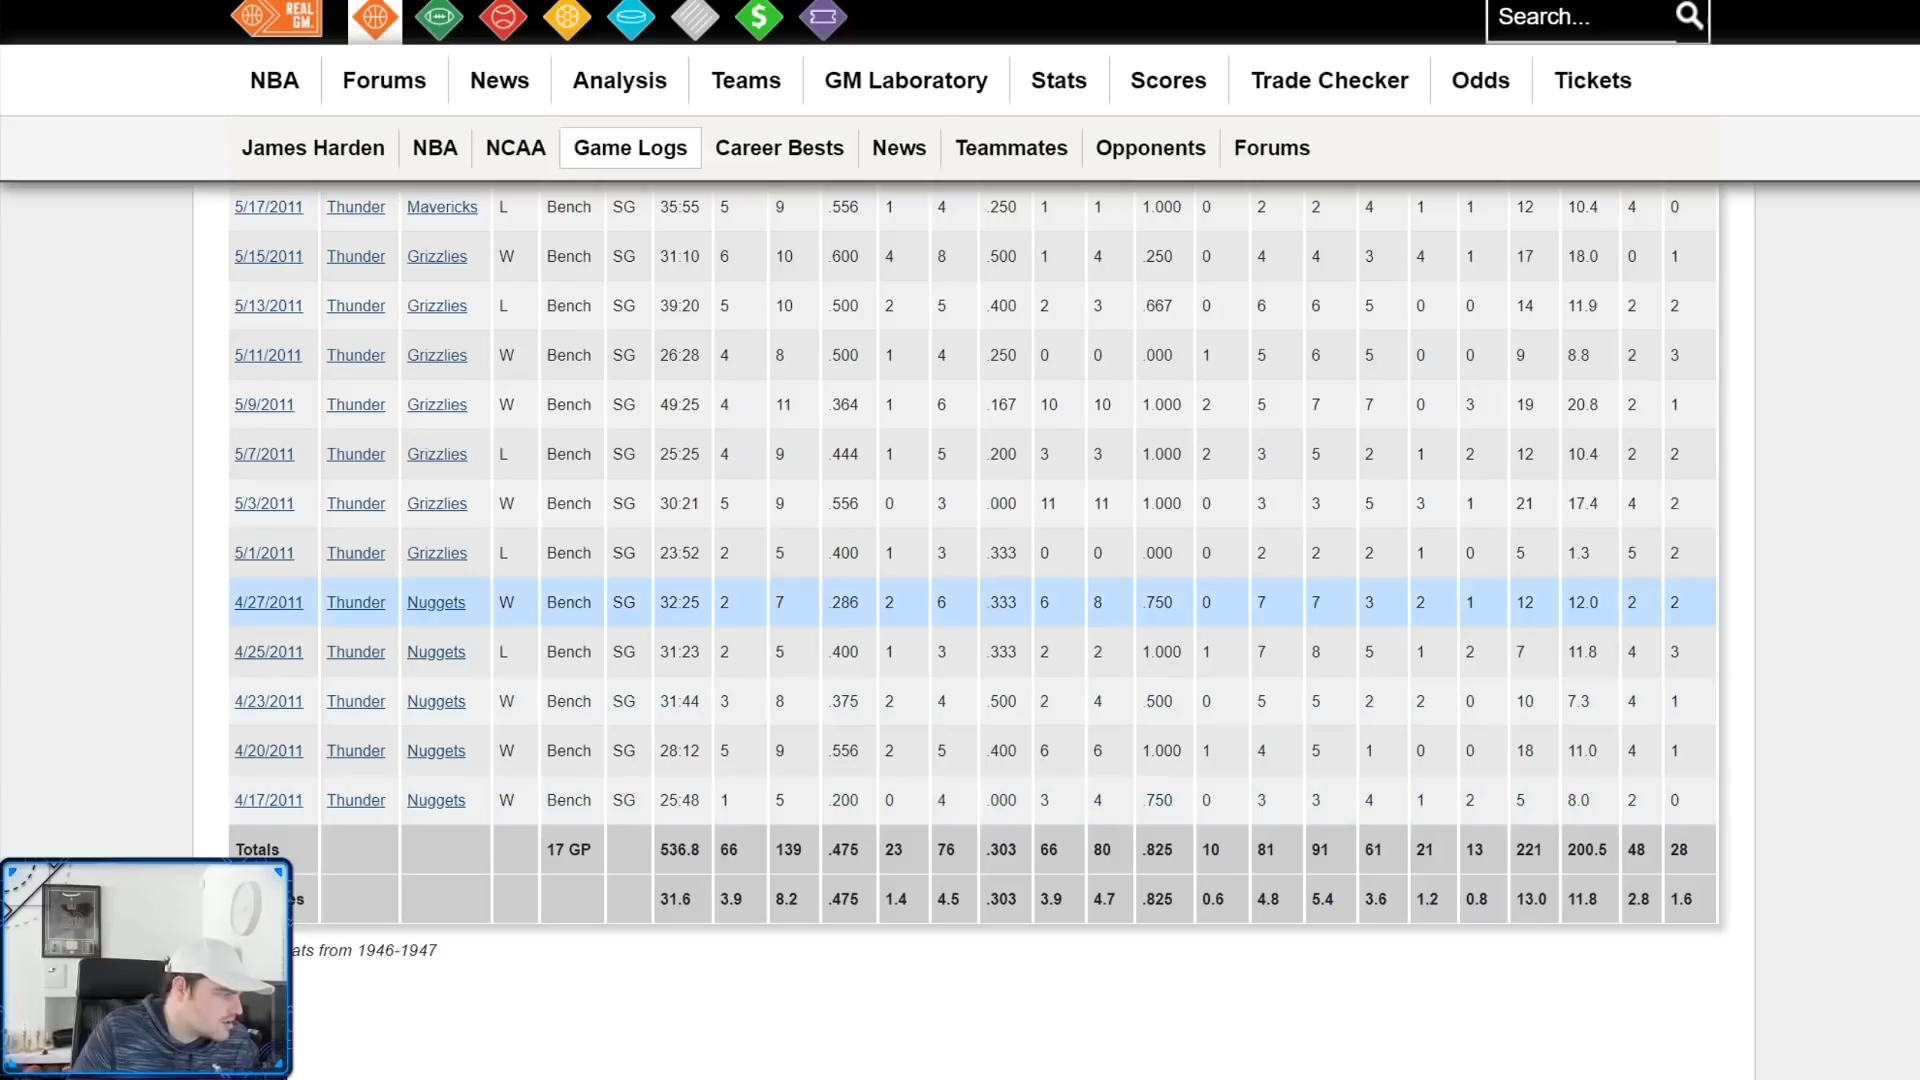 REAL GM.
Search...
NBA Forums News Analysis Teams GM Laboratory Stats Scores Trade Checker Odds Tickets
James Harden NBA NCAA Game Logs Career Bests News Teammates Opponents Forums
5/17/2011 Thunder Mavericks L Bench SG 35:55 5 9 .556 1 4 .250 1 1 1.000 0 2 2 4 1 1 12 10.4 4 0
5/15/2011 Thunder Grizzlies W Bench SG 31:10 6 10 .600 4 8 .500 1 4 .250 0 4 4 3 4 1 17 18.0 0 1
5/13/2011 Thunder Grizzlies L Bench SG 39:20 5 10 .500 2 5 .400 2 3 .667 0 6 6 5 0 0 14 11.9 2 2
5/11/2011 Thunder Grizzlies W Bench SG 26:28 4 8 .500 1 4 .250 0 0 .000 1 5 6 5 0 0 9 8.8 2 3
5/9/2011 Thunder Grizzlies W Bench SG 49:25 4 11 .364 1 6 .167 10 10 1.000 2 5 7 7 0 3 19 20.8 2 1
5/7/2011 Thunder Grizzlies L Bench SG 25:25 4 9 .444 1 5 .200 3 3 1.000 2 3 5 2 1 2 12 10.4 2 2
5/3/2011 Thunder Grizzlies W Bench SG 30:21 5 9 .556 0 3 .000 11 11 1.000 0 3 3 5 3 1 21 17.4 4 2
5/1/2011 Thunder Grizzlies L Bench SG 23:52 2 5 .400 1 3 .333 0 0 .000 0 2 2 2 1 0 5 1.3 5 2
4/27/2011 Thunder Nuggets W Bench SG 32:25 2 7 .286 2 6 .333 6 8 .750 0 7 7 3 2 1 12 12.0 2 2
4/25/2011 Thunder Nuggets L Bench SG 31:23 2 5 .400 1 3 .333 2 2 1.000 1 7 8 5 1 2 7 11.8 4 3
4/23/2011 Thunder Nuggets W Bench SG 31:44 3 8 .375 2 4 .500 2 4 .500 0 5 5 2 2 0 10 7.3 4 1
4/20/2011 Thunder Nuggets W Bench SG 28:12 5 9 .556 2 5 .400 6 6 1.000 1 4 5 1 0 0 18 11.0 4 1
4/17/2011 Thunder Nuggets W Bench SG 25:48 1 5 .200 0 4 .000 3 4 .750 0 3 3 4 1 2 5 8.0 2 0
Totals 17 GP 536.8 66 139 .475 23 76 .303 66 80 .825 10 81 91 61 21 13 221 200.5 48 28
es 31.6 3.9 8.2 .475 1.4 4.5 .303 3.9 4.7 .825 0.6 4.8 5.4 3.6 1.2 0.8 13.0 11.8 2.8 1.6
ats from 1946-1947